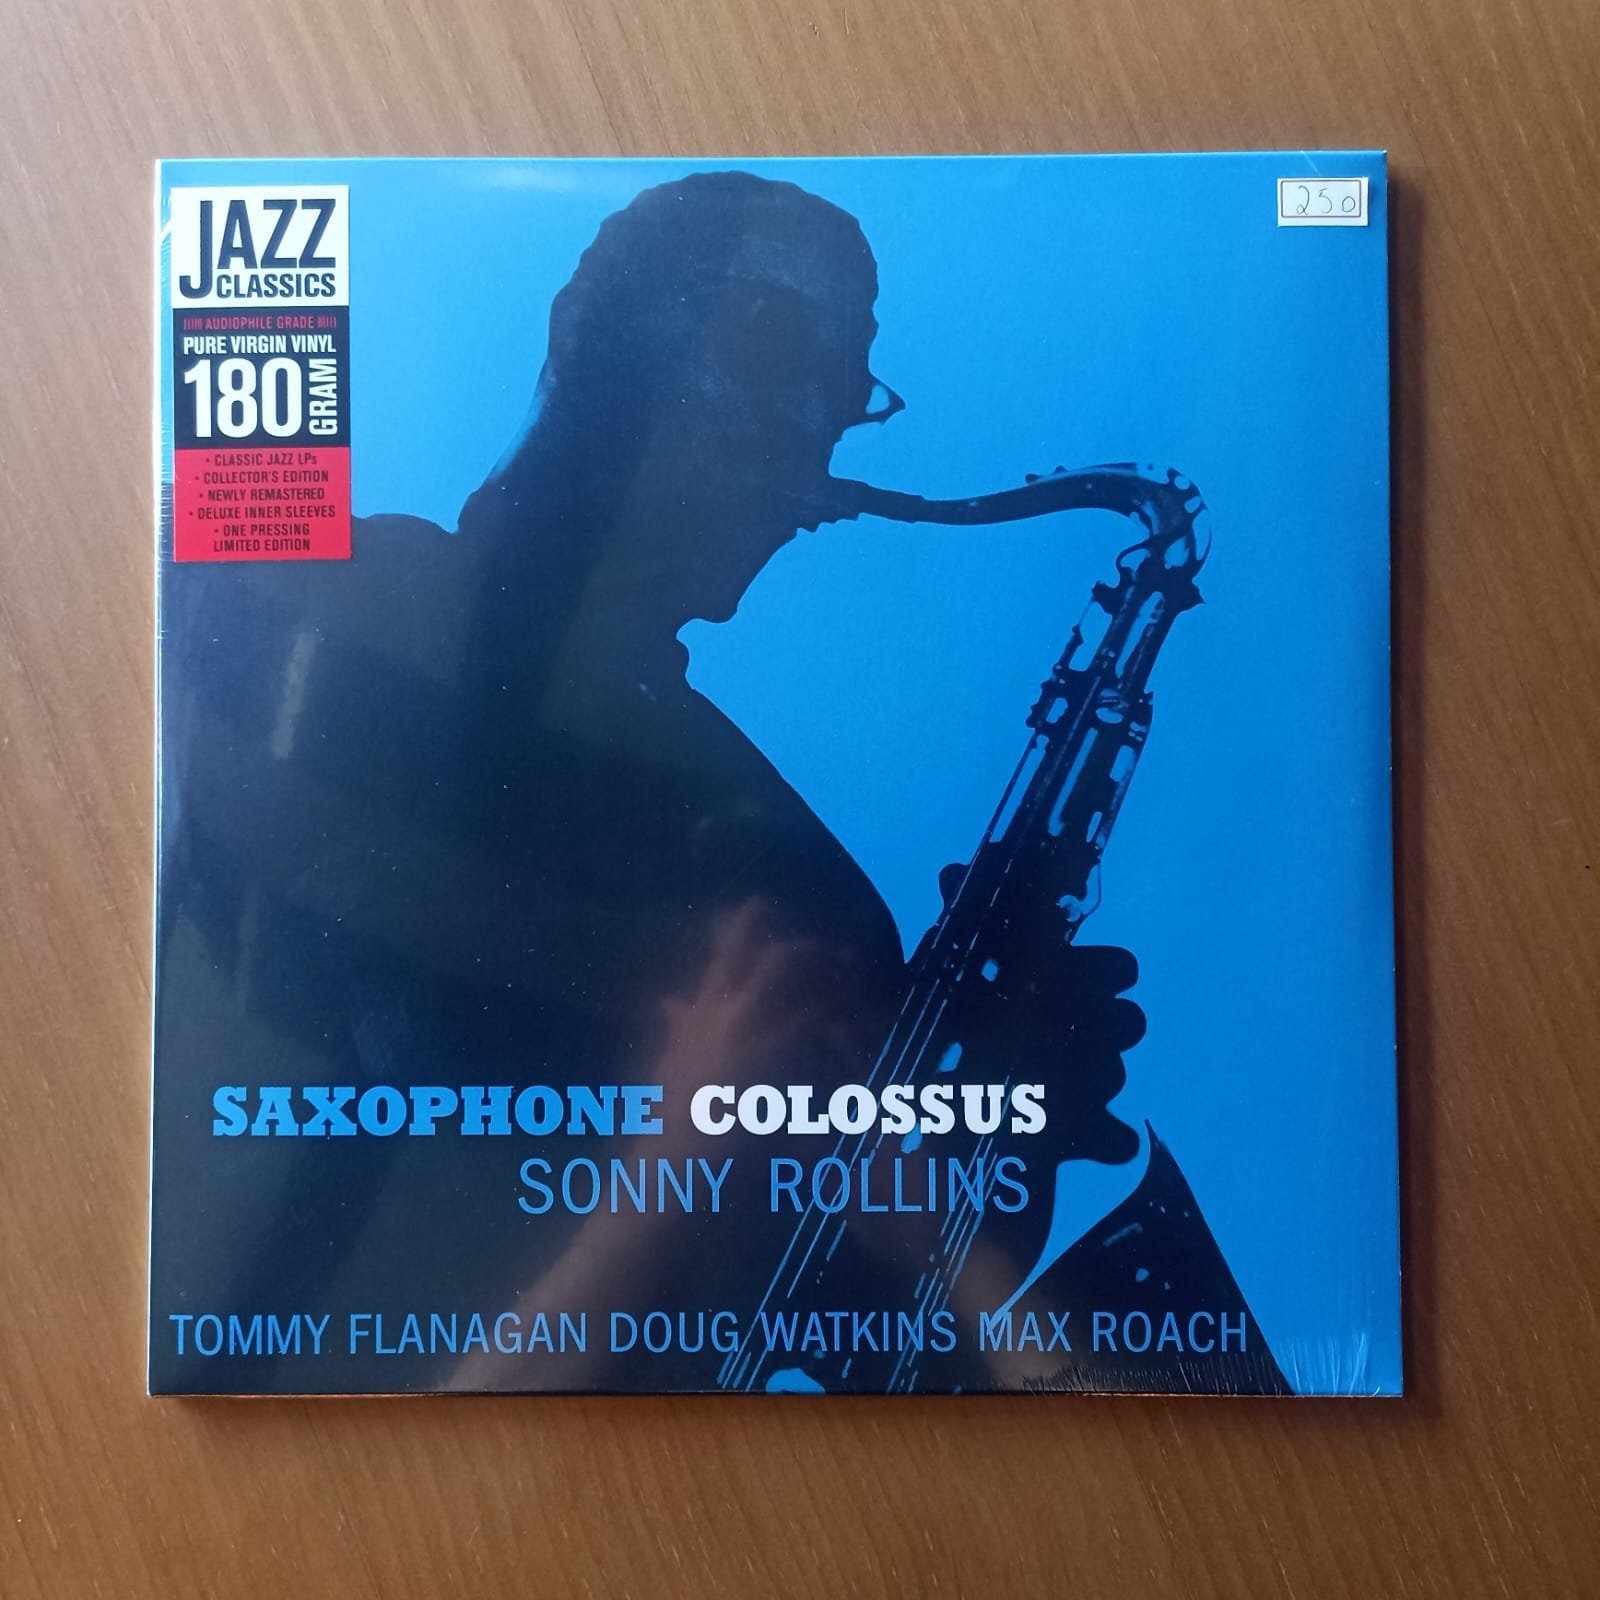 JAZZ
CLASSICS
AUDIOPHILE GRADE
PURE VIRGIN VINYL
180 GRAM
• CLASSIC JAZZ LPs
• COLLECTOR'S EDITION
• NEWLY REMASTERED
• DELUXE INNER SLEEVES
• ONE PRESSING
LIMITED EDITION
250
SAXOPHONE COLOSSUS
SONNY ROLLINS
TOMMY FLANAGAN DOUG WATKINS MAX ROACH